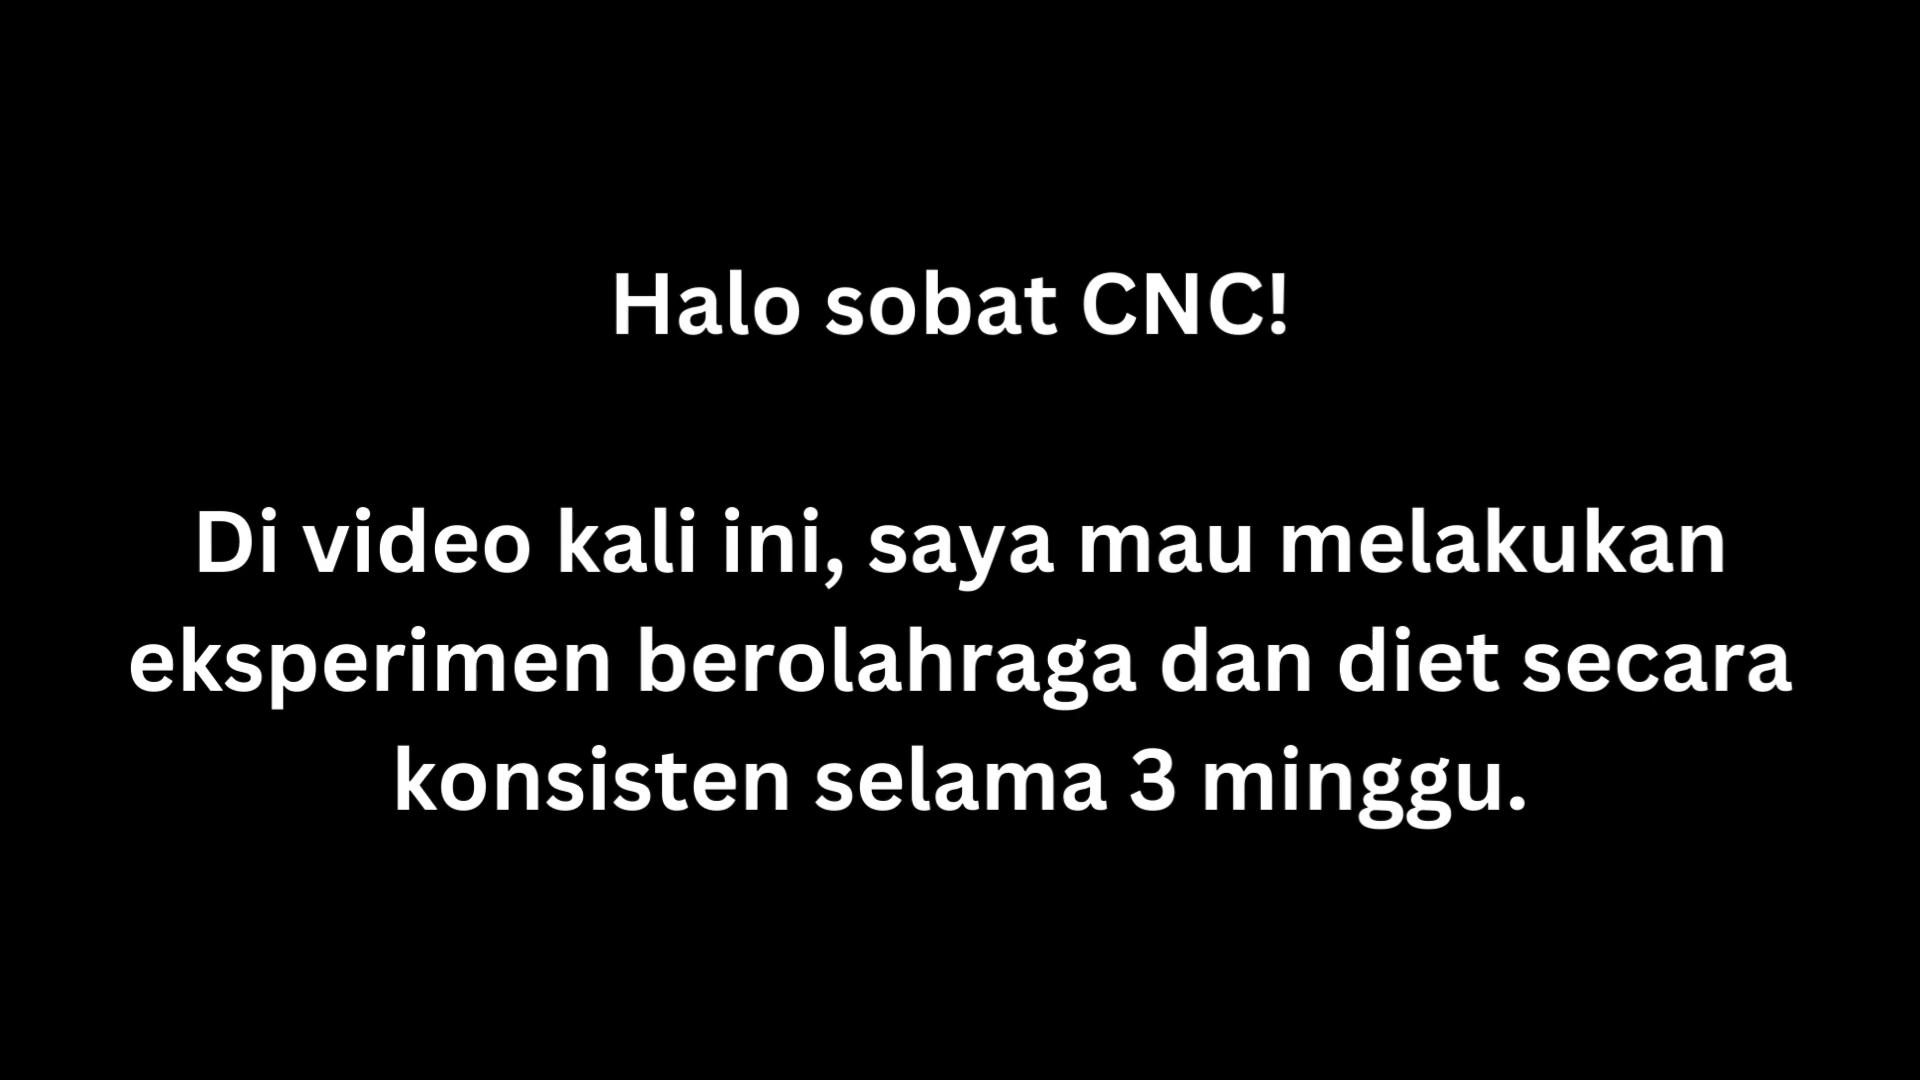 Halo sobat CNC!
Di video kali ini, saya mau melakukan
eksperimen berolahraga dan diet secara
konsisten selama 3 minggu.